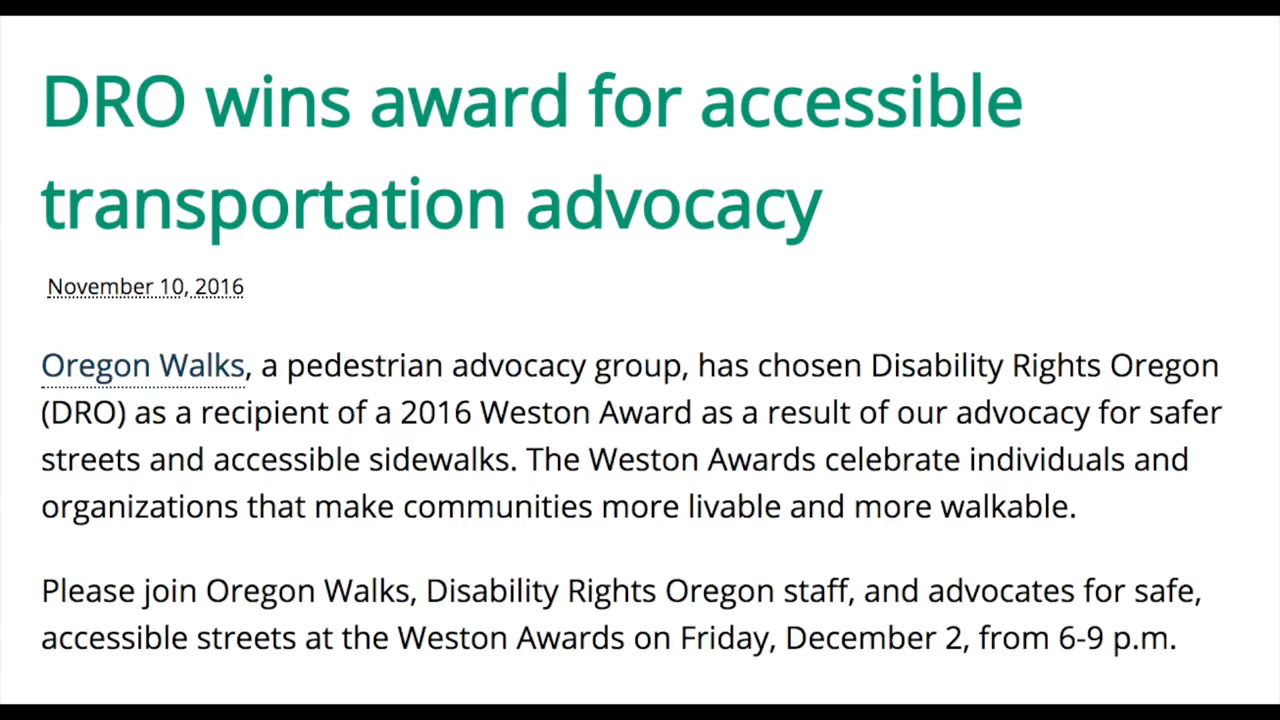 DRO wins award for accessible
transportation advocacy
November 10, 2016
Oregon Walks, a pedestrian advocacy group, has chosen Disability Rights Oregon
(DRO) as a recipient of a 2016 Weston Award as a result of our advocacy for safer
streets and accessible sidewalks. The Weston Awards celebrate individuals and
organizations that make communities more livable and more walkable.
Please join Oregon Walks, Disability Rights Oregon staff, and advocates for safe,
accessible streets at the Weston Awards on Friday, December 2, from 6-9 p.m.